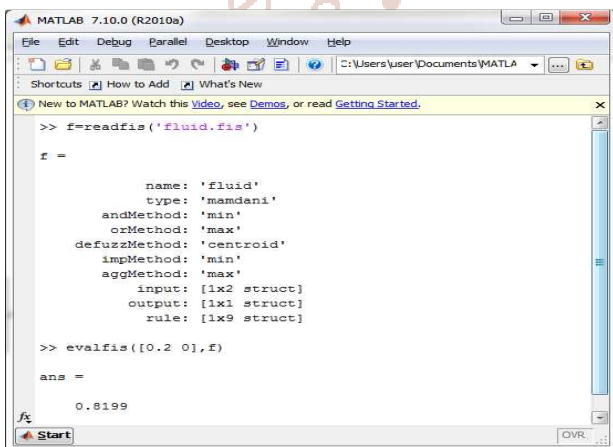 MATLAB 7.10.0 (R2010a)
File Edit Debug Parallel Desktop Window Help
C:\Users\user\Documents\MATLA
Shortcuts How to Add What's New
New to MATLAB? Watch this Video, see Demos, or read Getting Started.
>> f=readfis('fluid.fis')
f =
name: 'fluid'
type: 'mamdani'
andMethod: 'min'
orMethod: 'max'
defuzzMethod: 'centroid'
impMethod: 'min'
aggMethod: 'max'
input: [1x2 struct]
output: [1x1 struct]
rule: [1x9 struct]
>> evalfis([0.2 0],f)
ans =
0.8199
fx
Start OVR